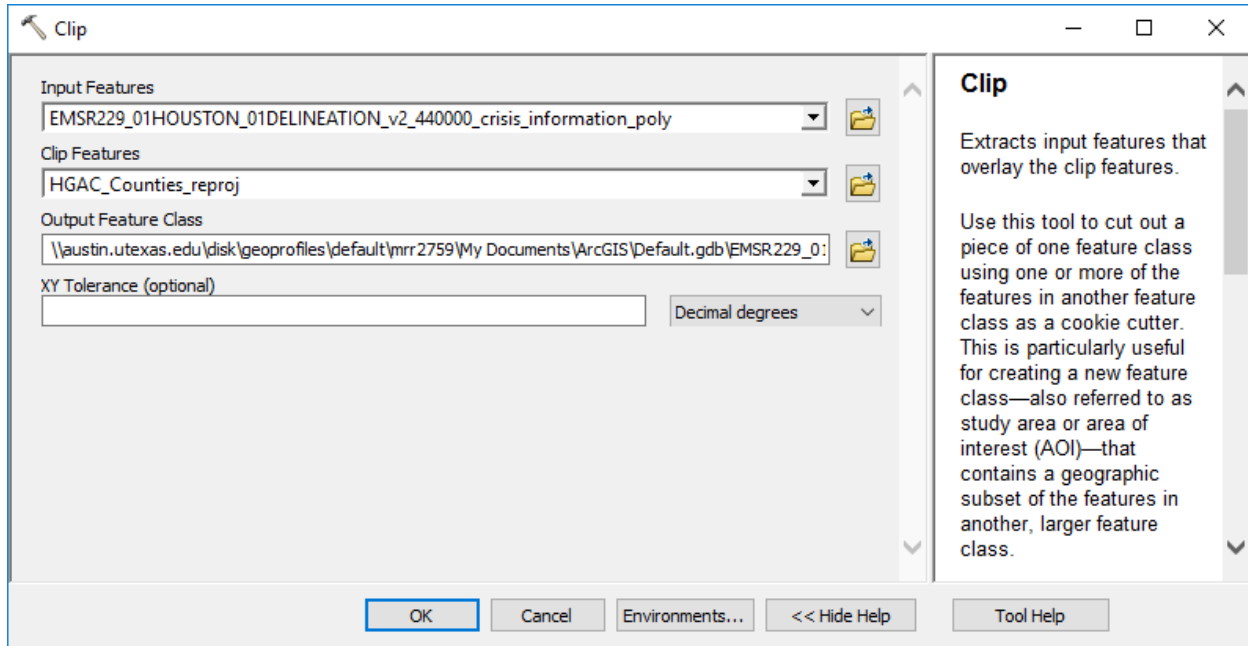 Clip
Input Features
EMSR229_01HOUSTON_01DELINEATION_v2_440000_crisis_information_poly
Clip Features
HGAC_Counties_reproj
Output Feature Class
\\austin.utexas.edu\disk\geoprofiles\default\mrr2759\My Documents\ArcGIS\Default.gdb\EMSR229_01
XY Tolerance (optional)
Decimal degrees
Clip
Extracts input features that
overlay the clip features.
Use this tool to cut out a
piece of one feature class
using one or more of the
features in another feature
class as a cookie cutter.
This is particularly useful
for creating a new feature
class—also referred to as
study area or area of
interest (AOI)—that
contains a geographic
subset of the features in
another, larger feature
class.
OK
Cancel
Environments...
<< Hide Help
Tool Help